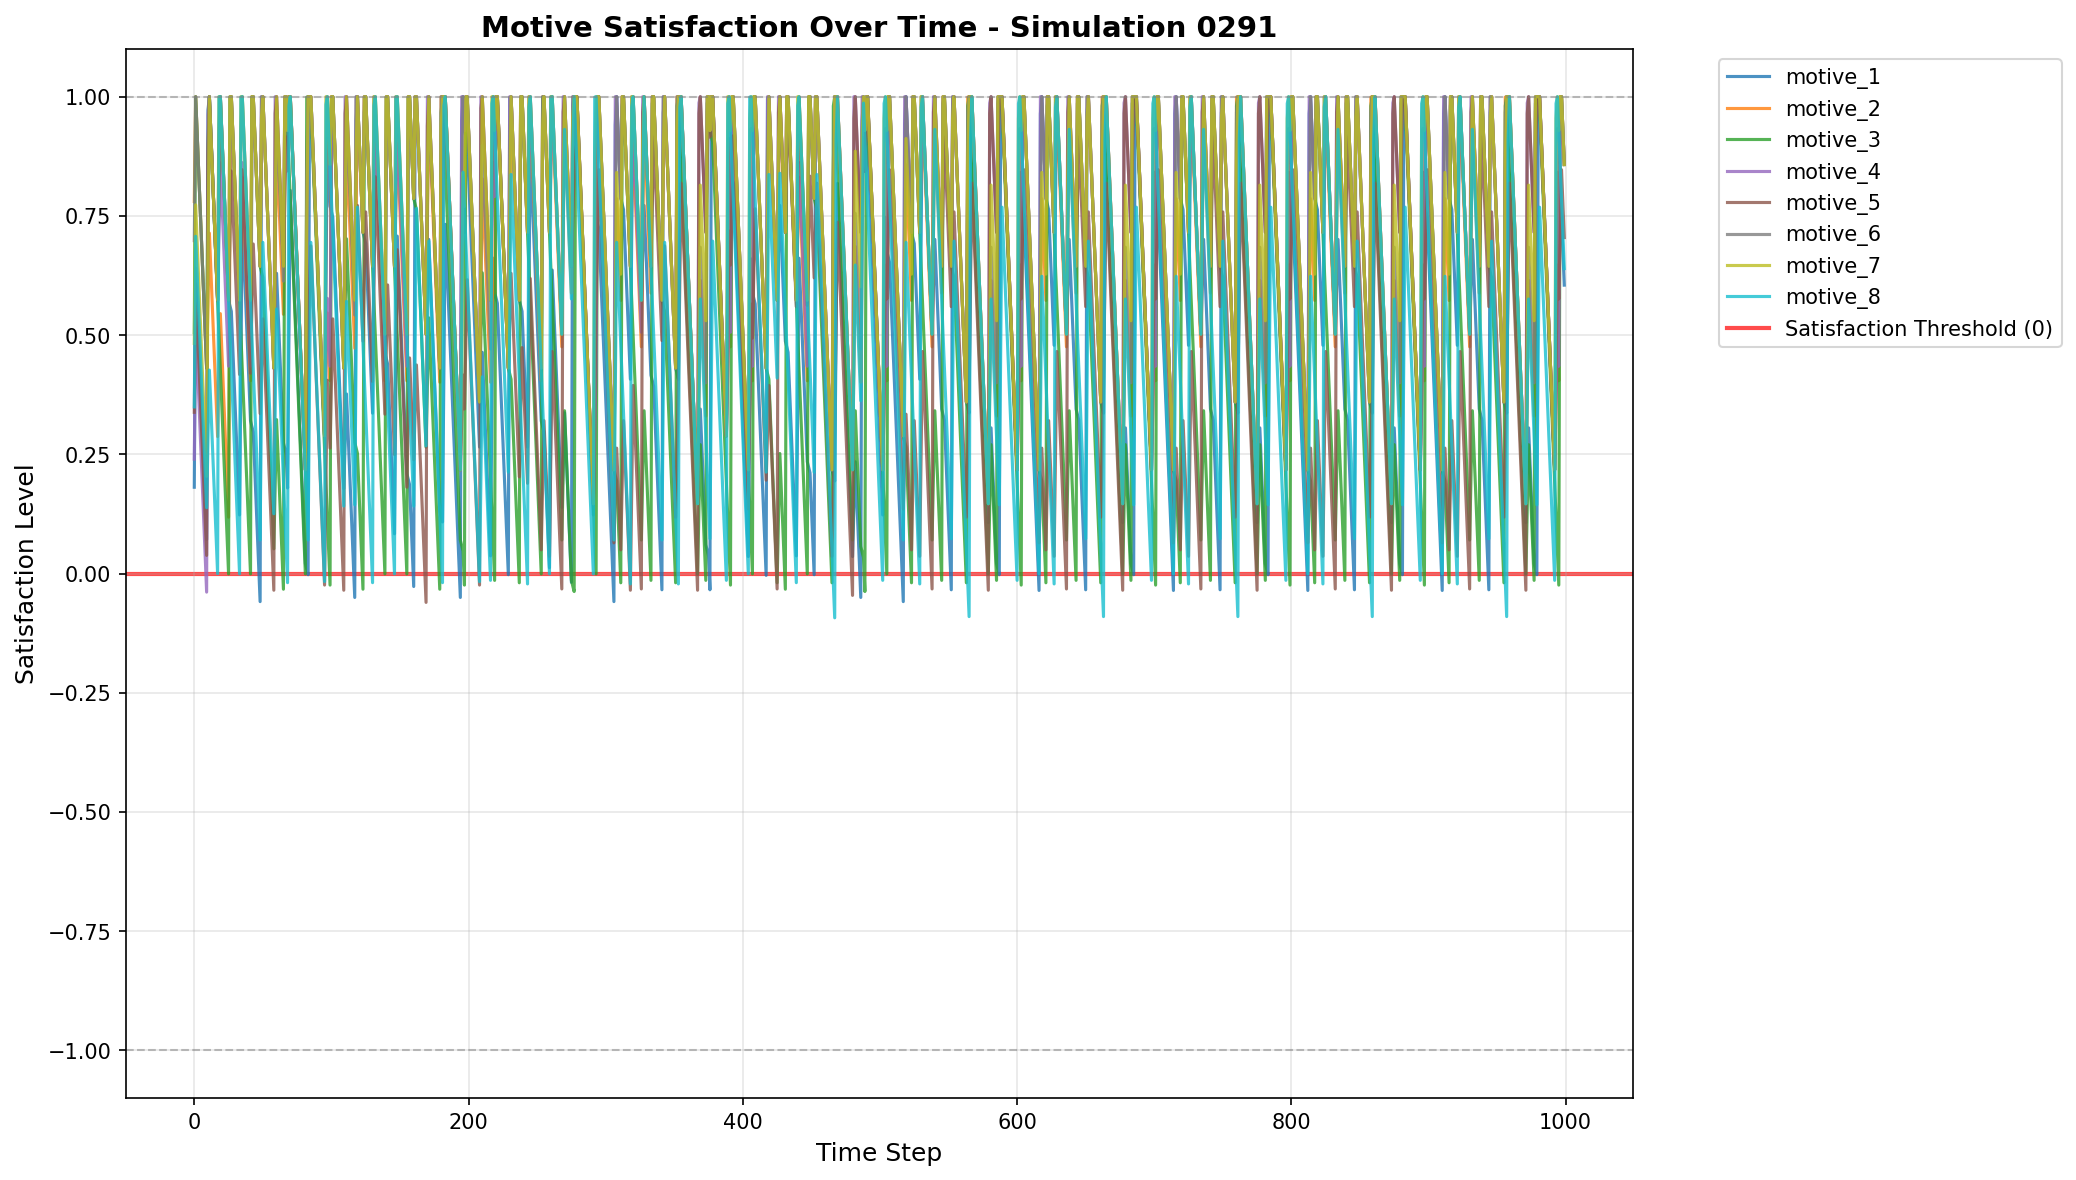 Motive Satisfaction Over Time - Simulation 0291
Satisfaction Level
1.00
0.75
0.50
0.25
0.00
−0.25
−0.50
−0.75
−1.00
0
200
400
600
800
1000
Time Step
motive_1
motive_2
motive_3
motive_4
motive_5
motive_6
motive_7
motive_8
Satisfaction Threshold (0)